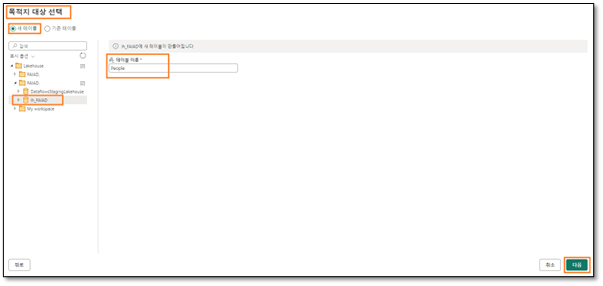 목적지 대상 선택
새 테이블 기존 테이블
검색
표시 옵션
lh_FAIAD에 새 테이블이 만들어집니다.
Lakehouse
테이블 이름 *
FAIAD
People
FAIAD
DataflowsStagingLakehouse
lh_FAIAD
My workspace
뒤로
취소
다음